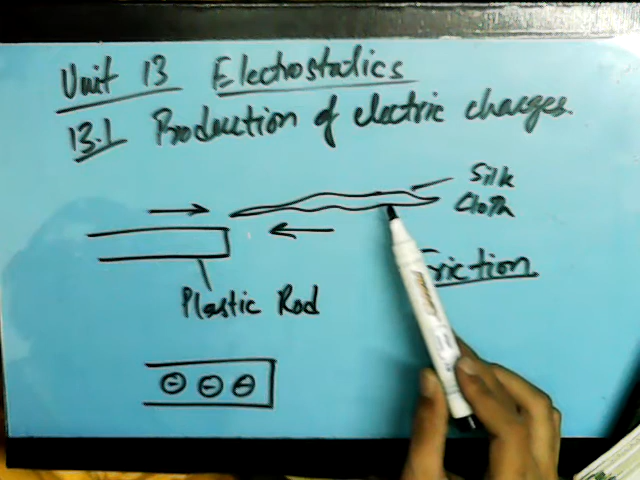 Unit 13 Electrostatics
13.1 Production of electric charges.
Silk
Cloth
Friction
Plastic Rod
⊖ ⊖ ⊖